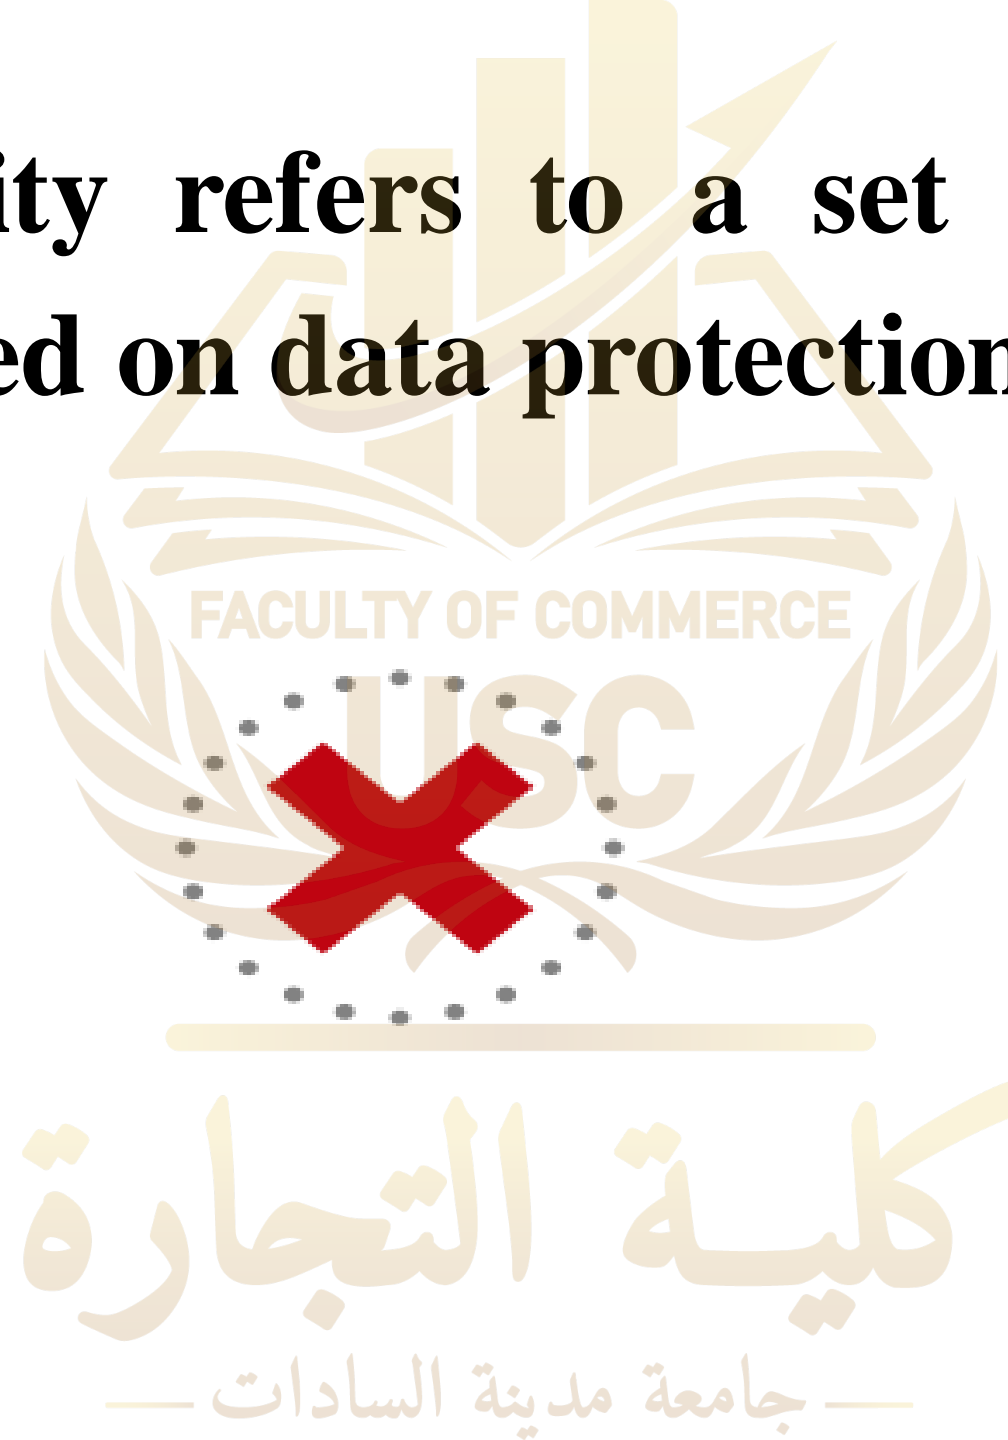 ity refers to a set
ed on data protection
FACULTY OF COMMERCE
USC
كلية التجارة
جامعة مدينة السادات